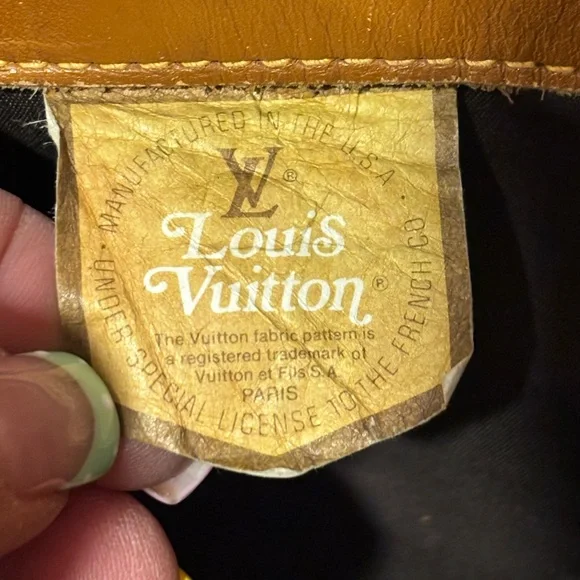 · MANUFACTURED IN THE U.S.A. ·
LV ®
Louis
Vuitton ®
The Vuitton fabric pattern is
a registered trademark of
Vuitton et Fils S.A.
PARIS
UNDER SPECIAL LICENSE TO THE FRENCH CO